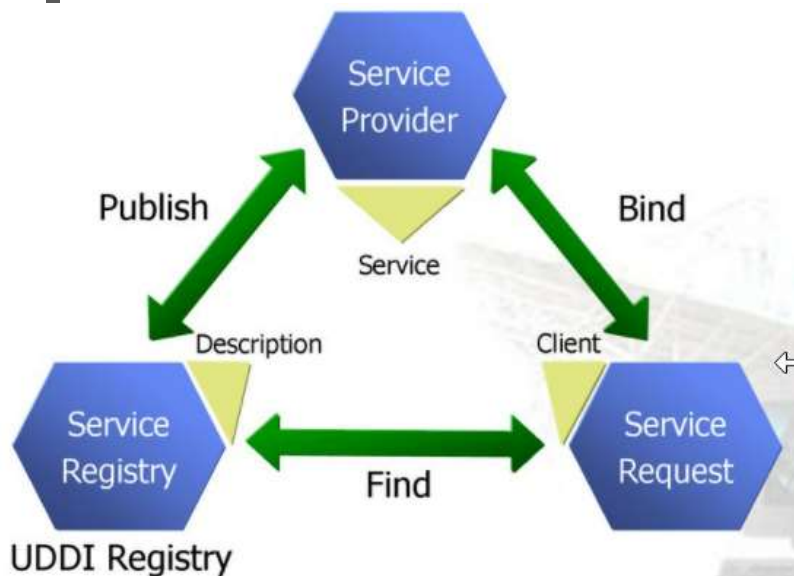 Service
Provider
Publish
Bind
Service
Description
Client
Service
Registry
Find
Service
Request
UDDI Registry